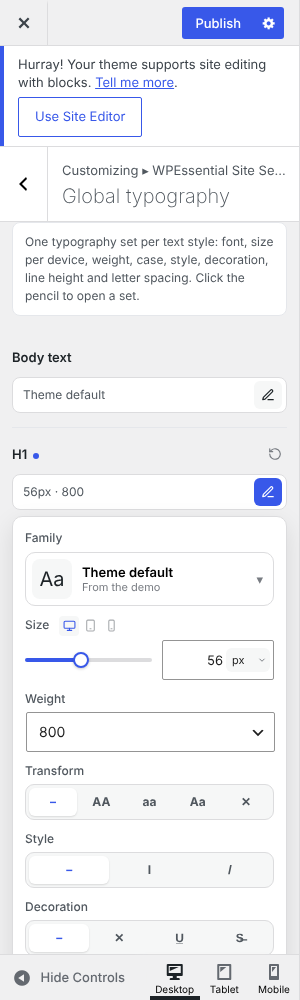 Publish
Hurray! Your theme supports site editing
with blocks. Tell me more.
Use Site Editor
Customizing ▸ WPEssential Site Se...
Global typography
One typography set per text style: font, size
per device, weight, case, style, decoration,
line height and letter spacing. Click the
pencil to open a set.
Body text
Theme default
H1
56px · 800
Family
Aa
Theme default
From the demo
Size
56 px
Weight
800
Transform
– AA aa Aa ✕
Style
– I I
Decoration
– ✕ U S
Hide Controls
Desktop Tablet Mobile